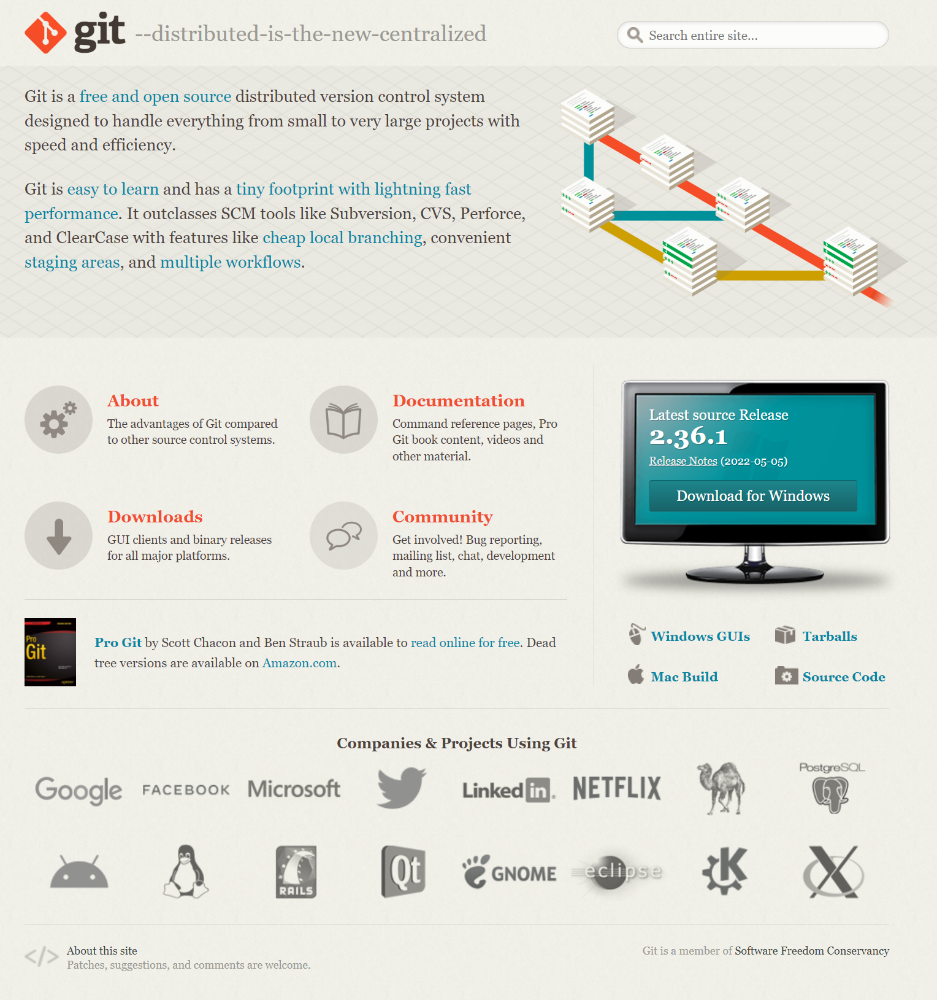 git --distributed-is-the-new-centralized
Search entire site...
Git is a free and open source distributed version control system
designed to handle everything from small to very large projects with
speed and efficiency.
Git is easy to learn and has a tiny footprint with lightning fast
performance. It outclasses SCM tools like Subversion, CVS, Perforce,
and ClearCase with features like cheap local branching, convenient
staging areas, and multiple workflows.
About
The advantages of Git compared
to other source control systems.
Documentation
Command reference pages, Pro
Git book content, videos and
other material.
Downloads
GUI clients and binary releases
for all major platforms.
Community
Get involved! Bug reporting,
mailing list, chat, development
and more.
Pro
Git
Pro Git by Scott Chacon and Ben Straub is available to read online for free. Dead
tree versions are available on Amazon.com.
Latest source Release
2.36.1
Release Notes (2022-05-05)
Download for Windows
Windows GUIs
Tarballs
Mac Build
Source Code
Companies & Projects Using Git
Google
FACEBOOK
Microsoft
Linked in
NETFLIX
PostgreSQL
RAILS
Qt
GNOME
eclipse
K
X
About this site
Patches, suggestions, and comments are welcome.
Git is a member of Software Freedom Conservancy